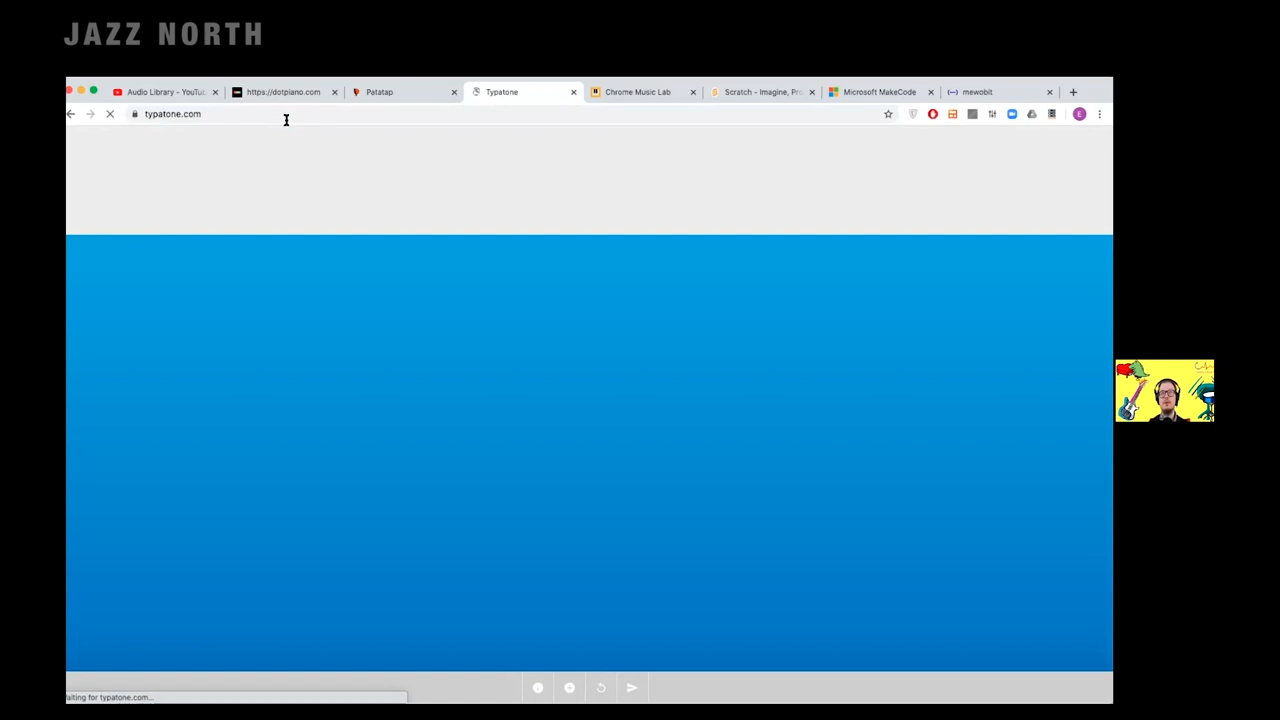 JAZZ NORTH
Audio Library - YouTu
https://dotpiano.com
Patatap
Typatone
Chrome Music Lab
Scratch - Imagine, Pr
Microsoft MakeCode
mewobit
typatone.com
E
aiting for typatone.com...